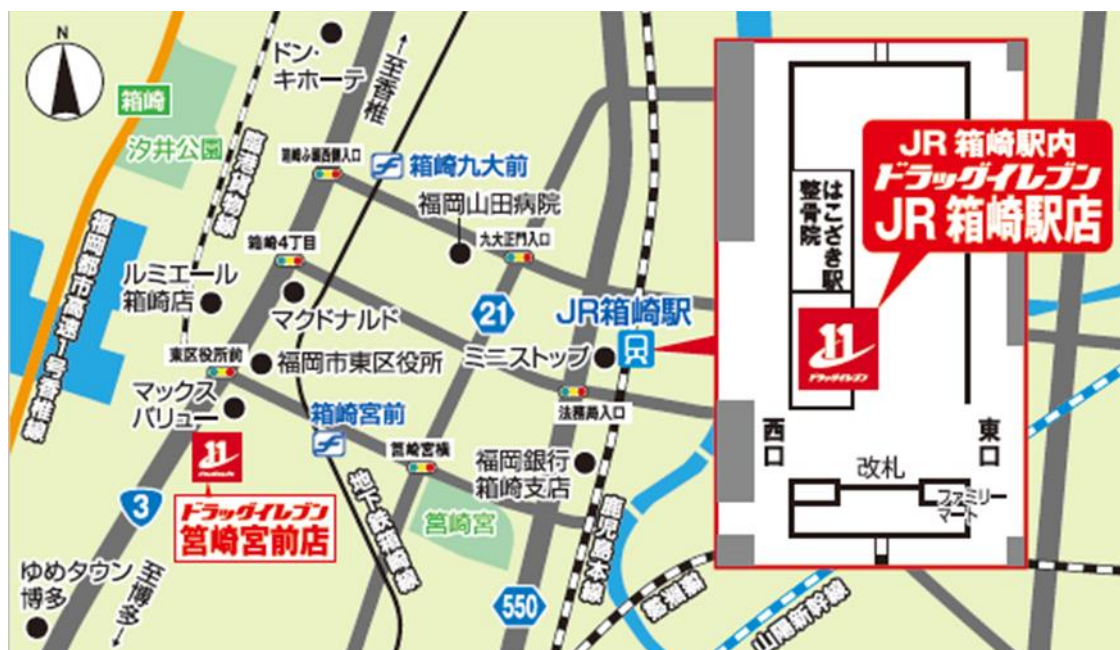 N
ドン・
キホーテ
至香椎
箱崎
汐井公園
臨港貨物線
箱崎ふ頭西側入口
箱崎九大前
福岡山田病院
九大正門入口
箱崎4丁目
ルミエール
箱崎店
マクドナルド
21
JR箱崎駅
ミニストップ
福岡都市高速1号香椎線
東区役所前
福岡市東区役所
マックス
バリュー
箱崎宮前
法務局入口
筥崎宮横
福岡銀行
箱崎支店
11
ドラッグイレブン
筥崎宮前店
3
筥崎宮
地下鉄箱崎線
鹿児島本線
ゆめタウン
博多
至博多
550
山陽新幹線
JR 箱崎駅内
ドラッグイレブン
JR 箱崎駅店
はこざき駅
整骨院
11
ドラッグイレブン
西口
東口
改札
ファミリー
マート